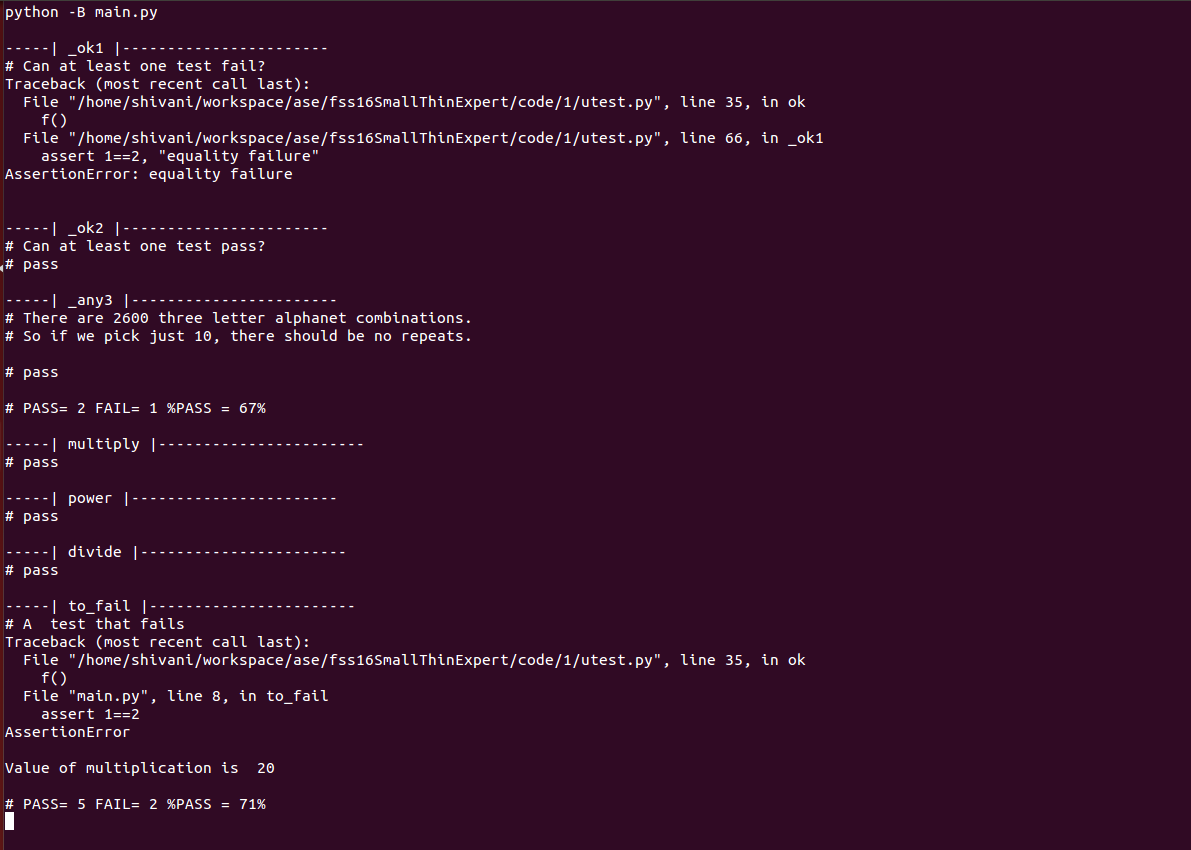 python -B main.py
-----| _ok1 |-----------------------
# Can at least one test fail?
Traceback (most recent call last):
  File "/home/shivani/workspace/ase/fss16SmallThinExpert/code/1/utest.py", line 35, in ok
    f()
  File "/home/shivani/workspace/ase/fss16SmallThinExpert/code/1/utest.py", line 66, in _ok1
    assert 1==2, "equality failure"
AssertionError: equality failure
-----| _ok2 |-----------------------
# Can at least one test pass?
# pass
-----| _any3 |-----------------------
# There are 2600 three letter alphanet combinations.
# So if we pick just 10, there should be no repeats.
# pass
# PASS= 2 FAIL= 1 %PASS = 67%
-----| multiply |-----------------------
# pass
-----| power |-----------------------
# pass
-----| divide |-----------------------
# pass
-----| to_fail |-----------------------
# A  test that fails
Traceback (most recent call last):
  File "/home/shivani/workspace/ase/fss16SmallThinExpert/code/1/utest.py", line 35, in ok
    f()
  File "main.py", line 8, in to_fail
    assert 1==2
AssertionError
Value of multiplication is  20
# PASS= 5 FAIL= 2 %PASS = 71%